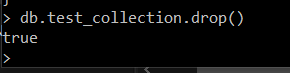 > db.test_collection.drop()
true
>